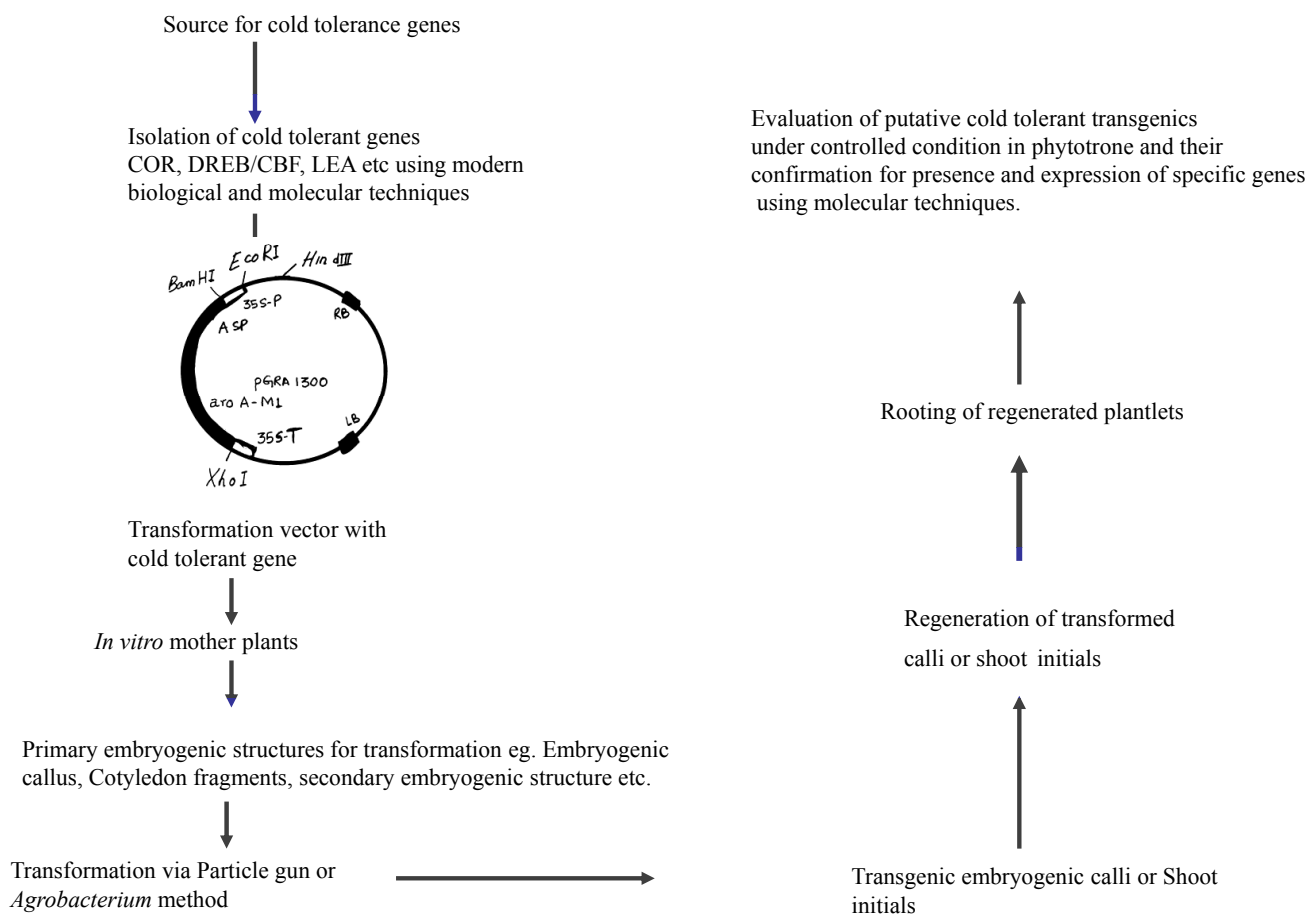 Source for cold tolerance genes
Isolation of cold tolerant genes
COR, DREB/CBF, LEA etc using modern
biological and molecular techniques
EcoRI
HindIII
BamHI
35S-P
RB
ASP
pGRA 1300
aro A-M1
LB
35S-T
XhoI
Transformation vector with
cold tolerant gene
In vitro mother plants
Primary embryogenic structures for transformation eg. Embryogenic
callus, Cotyledon fragments, secondary embryogenic structure etc.
Transformation via Particle gun or
Agrobacterium method
Transgenic embryogenic calli or Shoot
initials
Regeneration of transformed
calli or shoot initials
Rooting of regenerated plantlets
Evaluation of putative cold tolerant transgenics
under controlled condition in phytotrone and their
confirmation for presence and expression of specific genes
using molecular techniques.